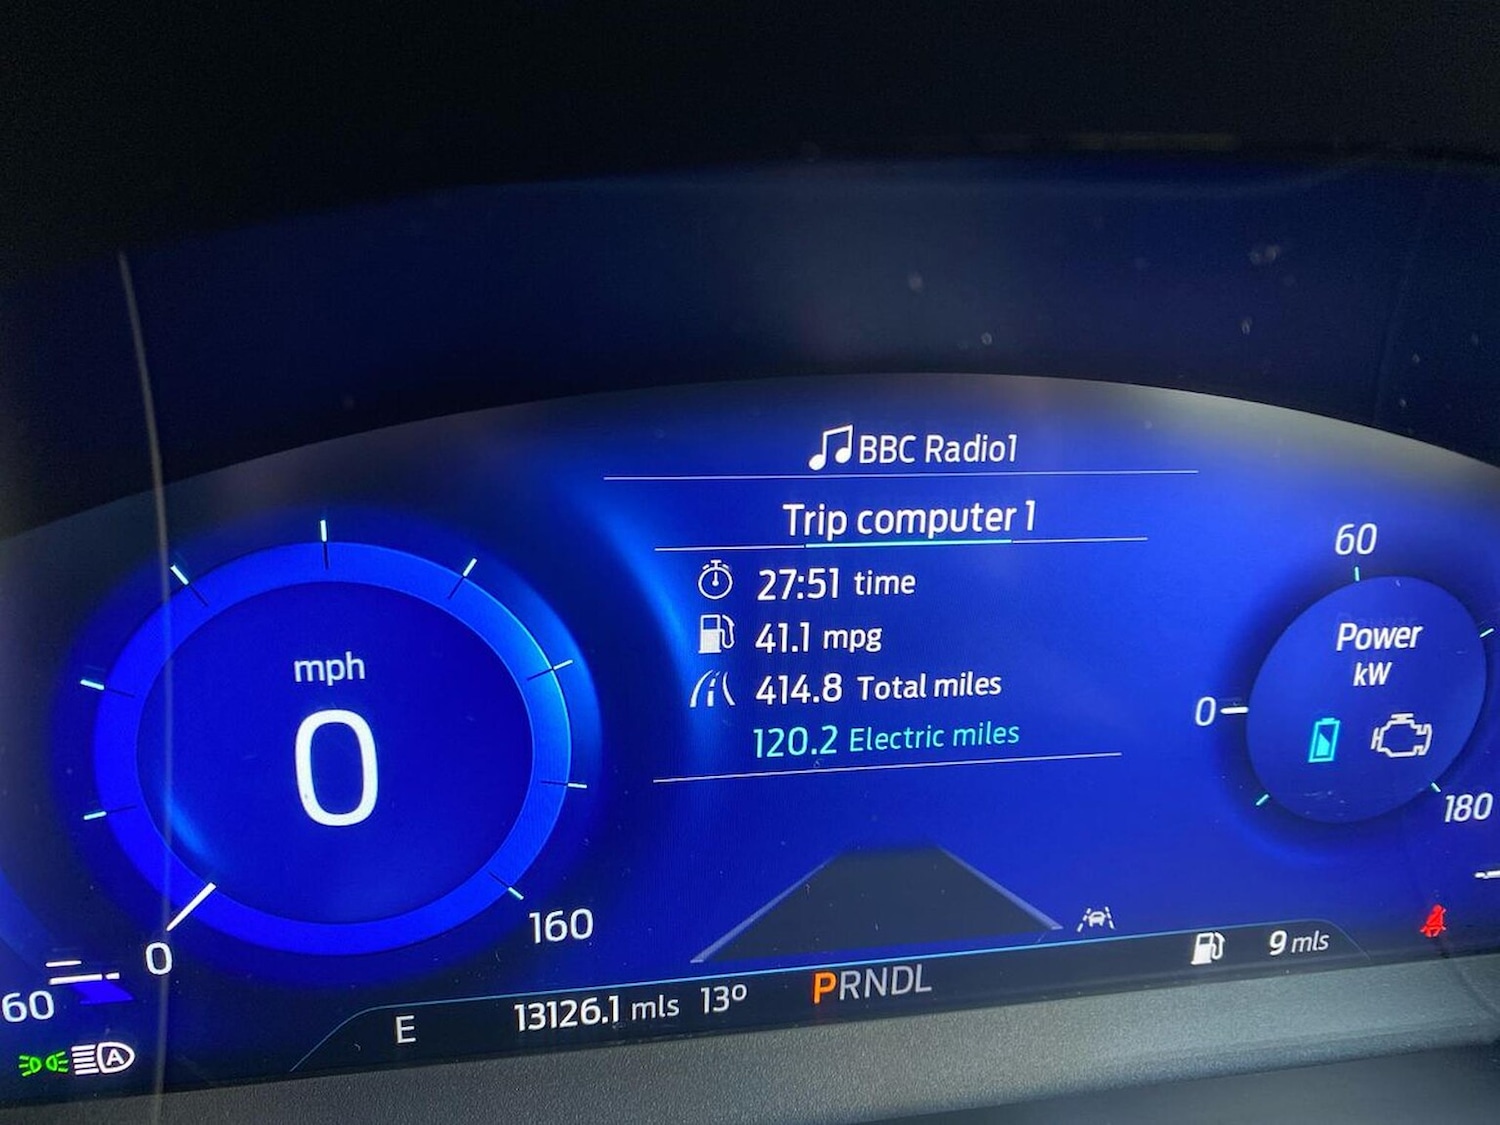 BBC Radio1
Trip computer 1
27:51 time
41.1 mpg
414.8 Total miles
120.2 Electric miles
mph
0
0
160
60
60
Power
kW
0
180
A
E
13126.1 mls 13º
PRNDL
9 mls